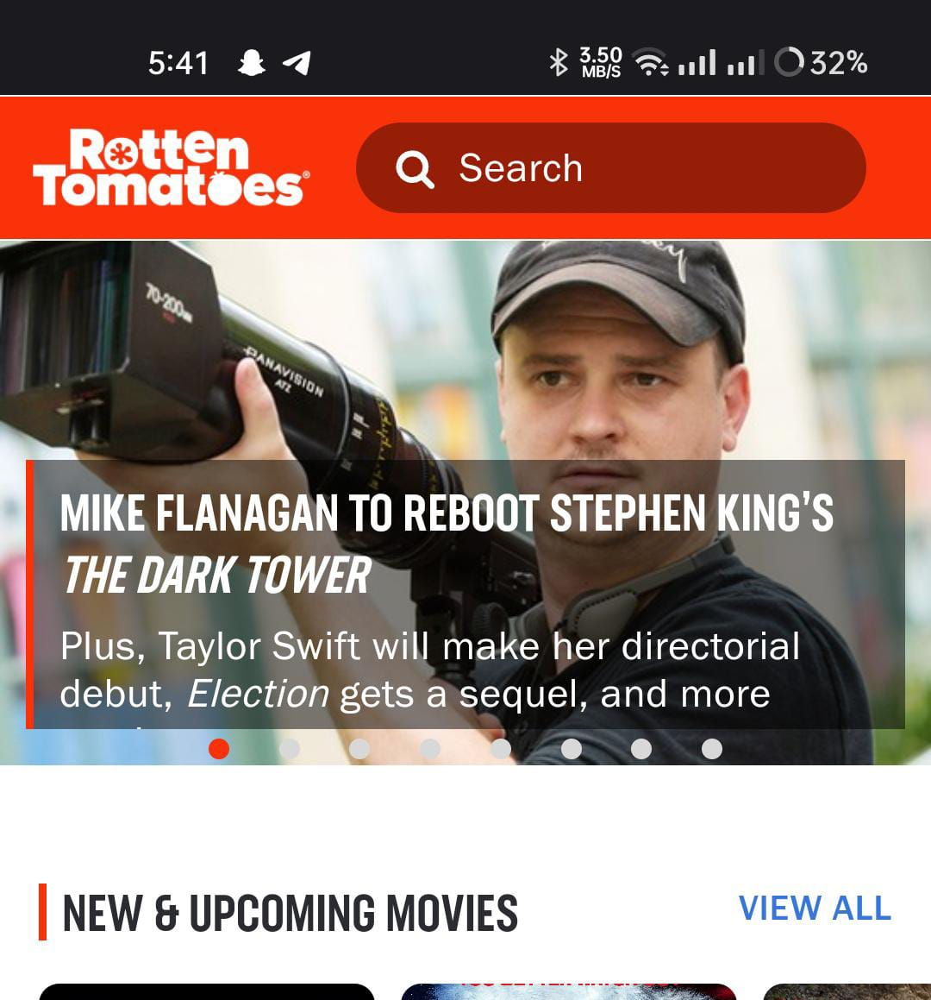 5:41 3.50 MB/S 32%
Rotten
Tomatoes®
Search
70-200
PANAVISION
ATZ
MIKE FLANAGAN TO REBOOT STEPHEN KING'S
THE DARK TOWER
Plus, Taylor Swift will make her directorial
debut, Election gets a sequel, and more
NEW & UPCOMING MOVIES
VIEW ALL